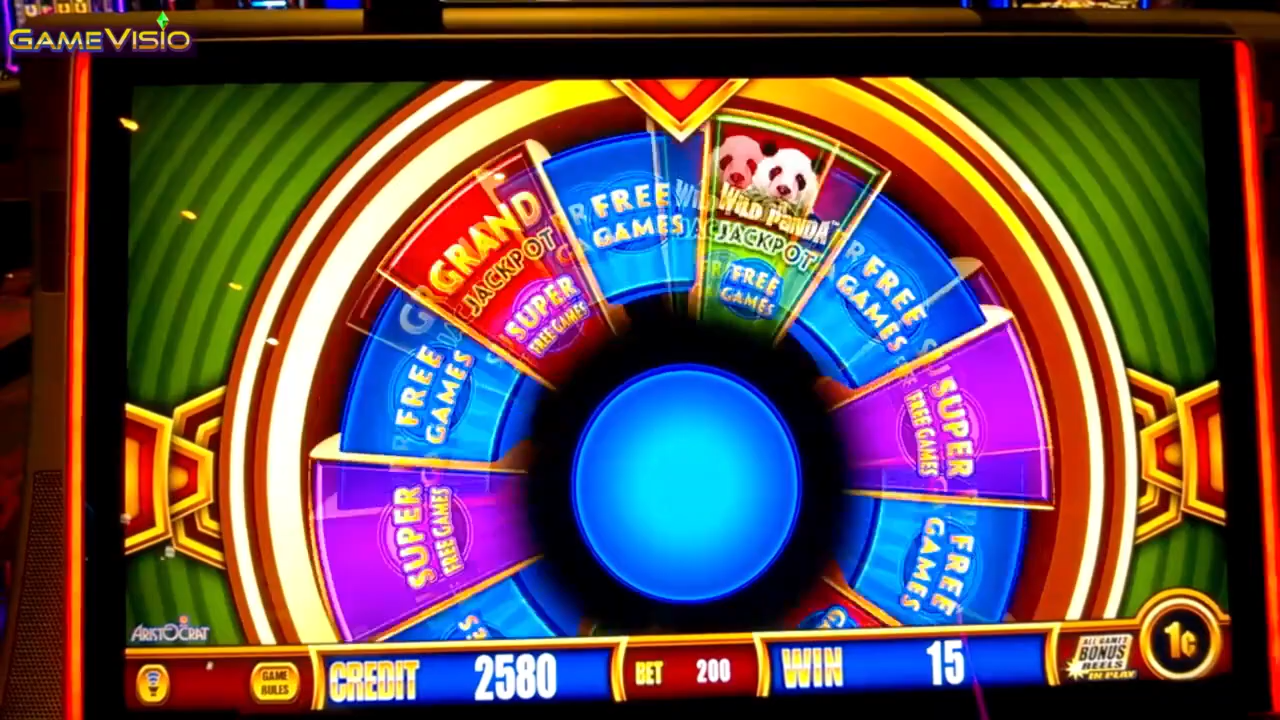 GAMEVISIO
GRAND
JACKPOT
SUPER
FREE GAMES
FREE
GAMES
WILD PANDA
JACKPOT
FREE
GAMES
FREE
GAMES
FREE
GAMES
SUPER
FREE GAMES
SUPER
FREE GAMES
FREE
GAMES
ARISTOCRAT
GAME
RULES
CREDIT 2580
BET 200
WIN 15
ALL GAMES
BONUS
REELS
IN PLAY
1¢